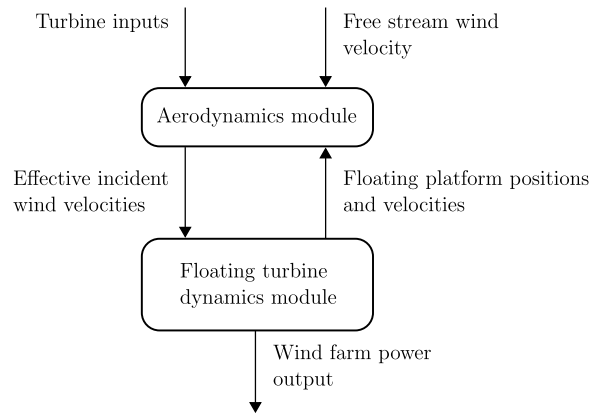 Turbine inputs
Free stream wind
velocity
Aerodynamics module
Effective incident
wind velocities
Floating platform positions
and velocities
Floating turbine
dynamics module
Wind farm power
output